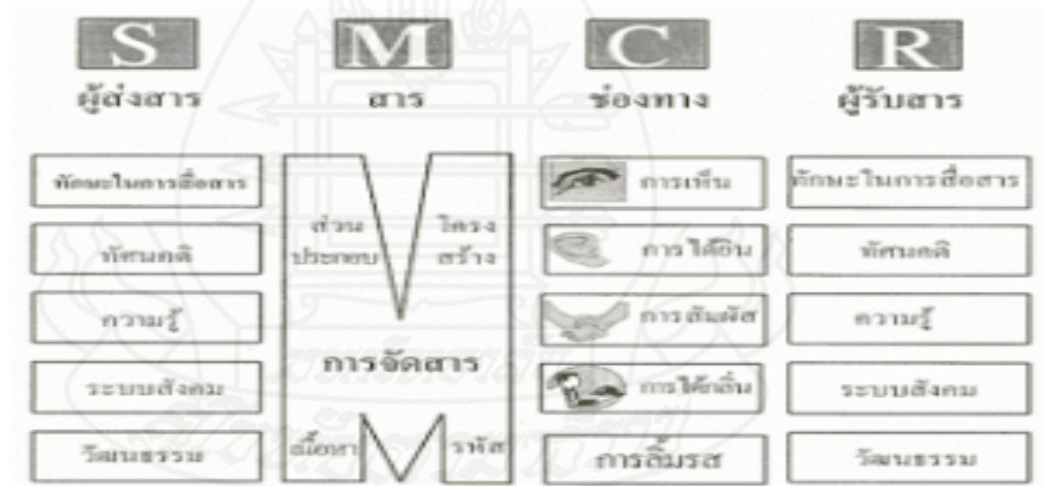 S M C R
ผู้ส่งสาร สาร ช่องทาง ผู้รับสาร
ทักษะในการสื่อสาร การเห็น ทักษะในการสื่อสาร
ส่วน โครง
ทัศนคติ ประกอบ สร้าง การได้ยิน ทัศนคติ
ความรู้ การสัมผัส ความรู้
การจัดสาร
ระบบสังคม การได้กลิ่น ระบบสังคม
วัฒนธรรม เนื้อหา รหัส การลิ้มรส วัฒนธรรม